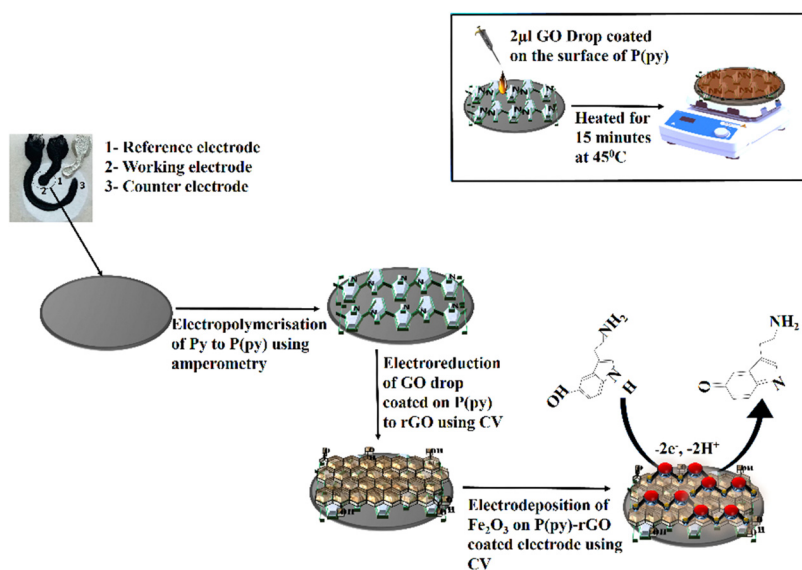 2μl GO Drop coated
on the surface of P(py)
Heated for
15 minutes
at 45⁰C
1- Reference electrode
2- Working electrode
3- Counter electrode
1
2
3
Electropolymerisation
of Py to P(py) using
amperometry
Electroreduction
of GO drop
coated on P(py)
to rGO using CV
NH₂
OH
N
H
NH₂
O
N
-2e⁻, -2H⁺
Electrodeposition of
Fe₂O₃ on P(py)-rGO
coated electrode using
CV